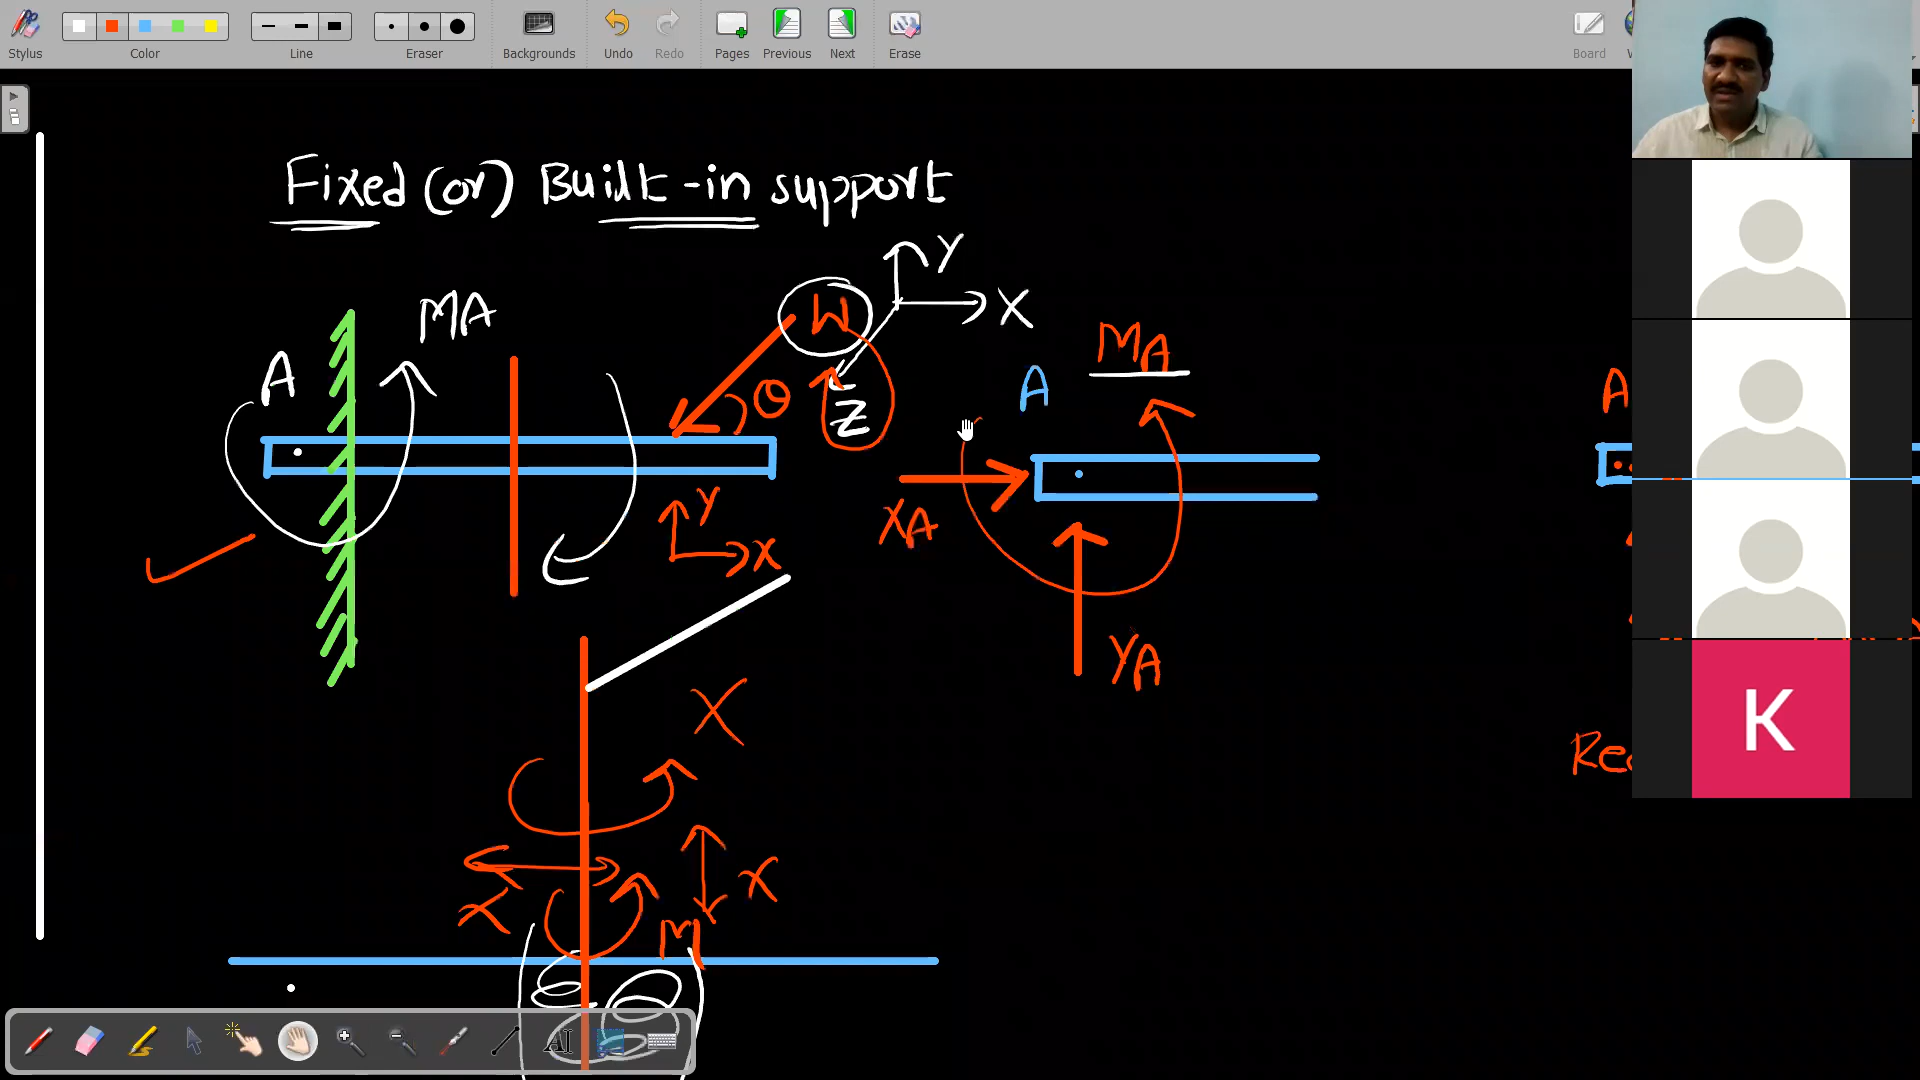 Stylus
Color
Line
Eraser
Backgrounds
Undo
Redo
Pages
Previous
Next
Erase
Board
Fixed (or) Built-in support
Y
X
Z
MA
A
W
θ
Y
X
A
MA
XA
YA
A
X
X
X
M
K
AI